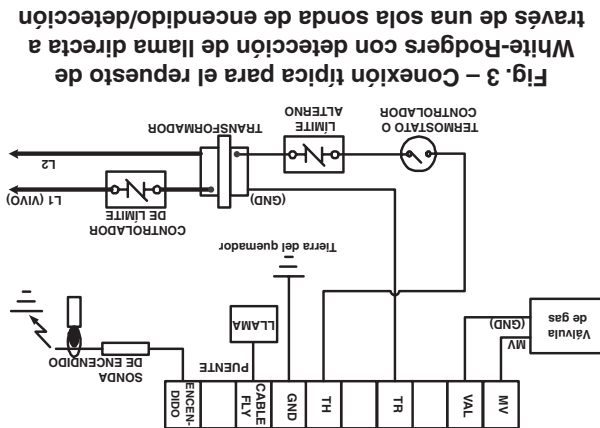 MV
VAL
TR
TH
GND
CABLE
FLY
ENCEN-
DIDO
PUENTE
MV
Válvula
de gas
(GND)
SONDA
DE ENCENDIDO
LLAMA
Tierra del quemador
CONTROLADOR
DE LÍMITE
(GND)
L1 (VIVO)
L2
TERMOSTATO O
CONTROLADOR
LÍMITE
ALTERNO
TRANSFORMADOR
Fig. 3 – Conexión típica para el repuesto de
White-Rodgers con detección de llama directa a
través de una sola sonda de encendido/detección